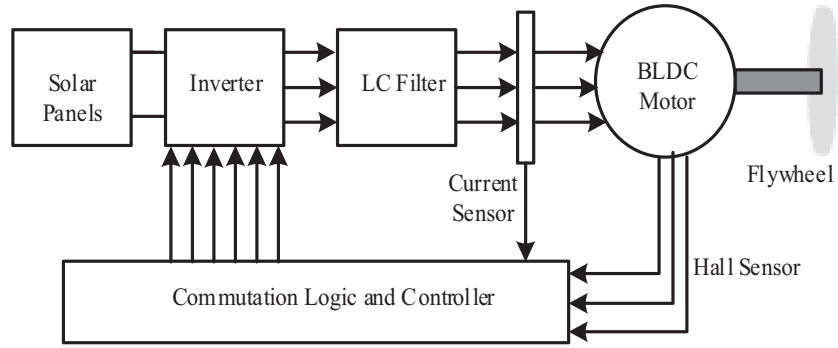 Solar
Panels
Inverter
LC Filter
BLDC
Motor
Flywheel
Current
Sensor
Hall Sensor
Commutation Logic and Controller